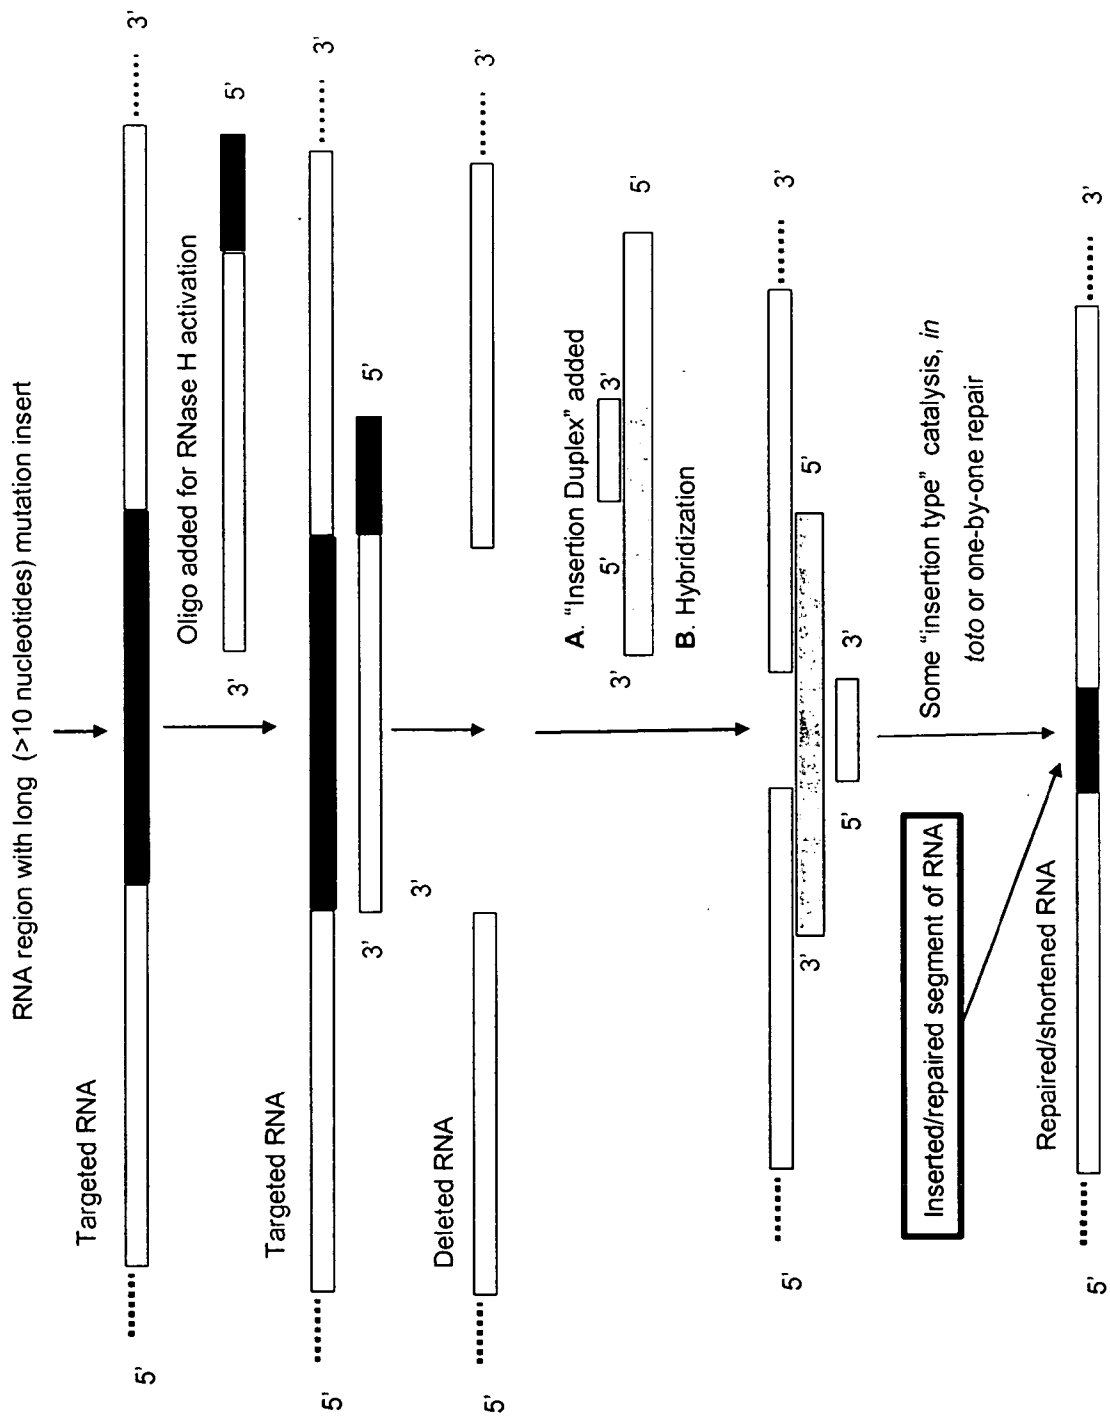 RNA region with long (>10 nucleotides) mutation insert
Targeted RNA
5' 3'
Oligo added for RNase H activation
3' 5'
Targeted RNA
5' 3'
3' 5'
3'
Deleted RNA
5' 3'
A. "Insertion Duplex" added
5' 3'
3' 5'
B. Hybridization
5' 3'
3' 5'
5' 3'
Some "insertion type" catalysis, in
toto or one-by-one repair
Inserted/repaired segment of RNA
Repaired/shortened RNA
5' 3'